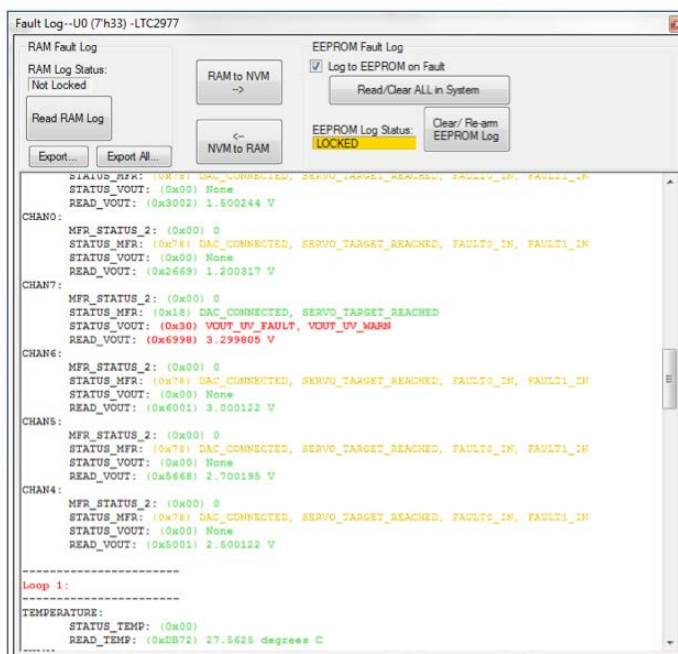 Fault Log--U0 (7'h33) -LTC2977
RAM Fault Log
RAM Log Status:
Not Locked
Read RAM Log
Export...
Export All...
RAM to NVM
-->
<--
NVM to RAM
EEPROM Fault Log
Log to EEPROM on Fault
Read/Clear ALL in System
EEPROM Log Status:
LOCKED
Clear/ Re-arm
EEPROM Log
STATUS_MFR: (0x78) DAC_CONNECTED, SERVO_TARGET_REACHED, FAULT0_IN, FAULT1_IN
STATUS_VOUT: (0x00) None
READ_VOUT: (0x3002) 1.500244 V
CHAN0:
MFR_STATUS_2: (0x00) 0
STATUS_MFR: (0x78) DAC_CONNECTED, SERVO_TARGET_REACHED, FAULT0_IN, FAULT1_IN
STATUS_VOUT: (0x00) None
READ_VOUT: (0x2669) 1.200317 V
CHAN7:
MFR_STATUS_2: (0x00) 0
STATUS_MFR: (0x18) DAC_CONNECTED, SERVO_TARGET_REACHED
STATUS_VOUT: (0x30) VOUT_UV_FAULT, VOUT_UV_WARN
READ_VOUT: (0x6998) 3.299805 V
CHAN6:
MFR_STATUS_2: (0x00) 0
STATUS_MFR: (0x78) DAC_CONNECTED, SERVO_TARGET_REACHED, FAULT0_IN, FAULT1_IN
STATUS_VOUT: (0x00) None
READ_VOUT: (0x6001) 3.000122 V
CHAN5:
MFR_STATUS_2: (0x00) 0
STATUS_MFR: (0x78) DAC_CONNECTED, SERVO_TARGET_REACHED, FAULT0_IN, FAULT1_IN
STATUS_VOUT: (0x00) None
READ_VOUT: (0x5668) 2.700195 V
CHAN4:
MFR_STATUS_2: (0x00) 0
STATUS_MFR: (0x78) DAC_CONNECTED, SERVO_TARGET_REACHED, FAULT0_IN, FAULT1_IN
STATUS_VOUT: (0x00) None
READ_VOUT: (0x5001) 2.500122 V
------------------------
Loop 1:
------------------------
TEMPERATURE:
STATUS_TEMP: (0x00)
READ_TEMP: (0xDB72) 27.5625 degrees C